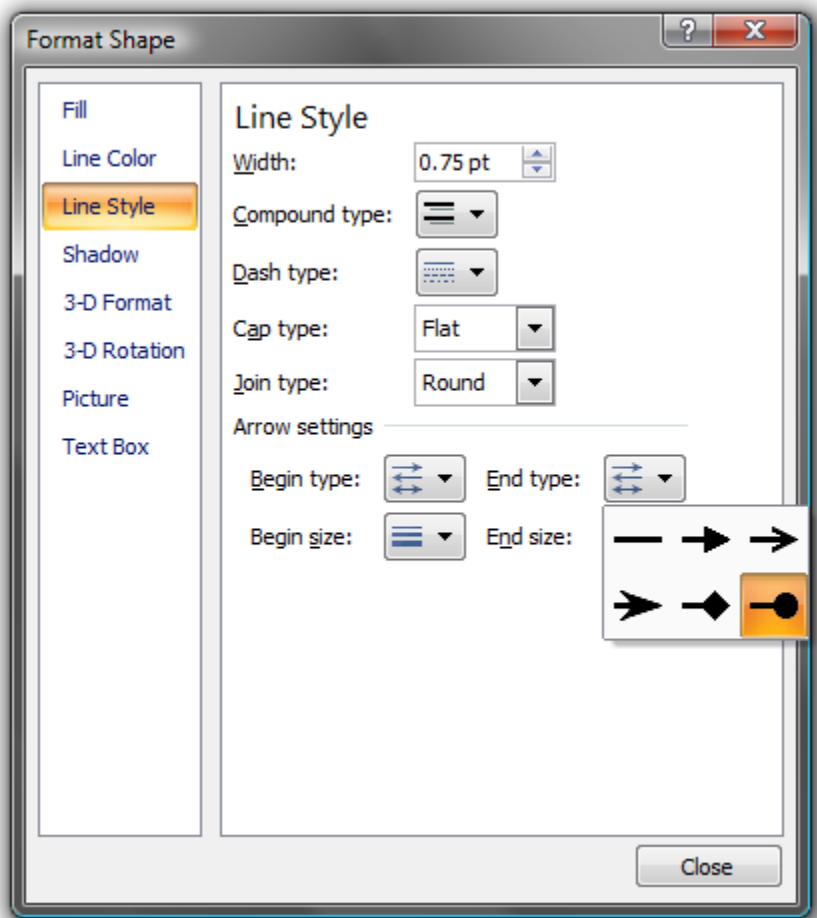 Format Shape
?
X
Fill
Line Color
Line Style
Shadow
3-D Format
3-D Rotation
Picture
Text Box
Line Style
Width: 0.75 pt
Compound type:
Dash type:
Cap type: Flat
Join type: Round
Arrow settings
Begin type: End type:
Begin size: End size:
Close